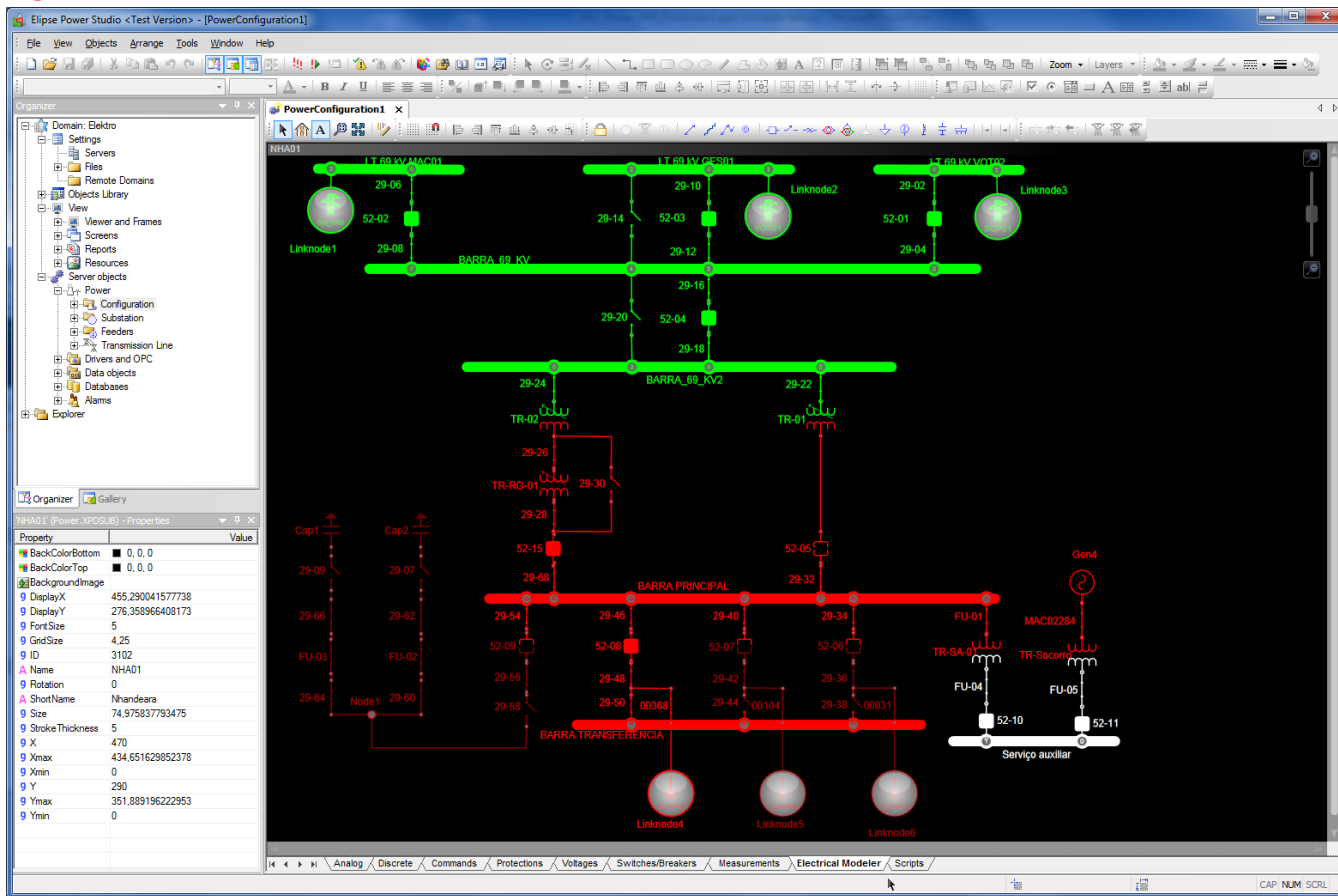 Elipse Power Studio <Test Version> - [PowerConfiguration1]
File View Objects Arrange Tools Window Help
Zoom Layers
Organizer
PowerConfiguration1
Domain: Elektro
Settings
Servers
Files
Remote Domains
Objects Library
View
Viewer and Frames
Screens
Reports
Resources
Server objects
Power
Configuration
Substation
Feeders
Transmission Line
Drivers and OPC
Data objects
Databases
Alarms
Explorer
Organizer Gallery
'NHA01' (Power.XPDSUB) - Properties
Property Value
BackColorBottom 0, 0, 0
BackColorTop 0, 0, 0
BackgroundImage
DisplayX 455,290041577738
DisplayY 276,358966408173
FontSize 5
GridSize 4,25
ID 3102
Name NHA01
Rotation 0
ShortName Nhandeara
Size 74,975837793475
StrokeThickness 5
X 470
Xmax 434,651629852378
Xmin 0
Y 290
Ymax 351,889196222953
Ymin 0
NHA01
LT 69 kV MAC01 LT 69 kV GES01 LT 69 kV VOT02
29-06 29-10 Linknode2 29-02 Linknode3
52-02 29-14 52-03 VOT01 52-01
Linknode1 29-08 29-12 29-04
BARRA_69_KV
29-16
29-20 52-04
29-18
29-24 BARRA_69_KV2 29-22
TR-02 TR-01
29-26
TR-RG-01 29-30
29-28
Cap1 Cap2
52-15 52-05 Gen4
29-09 29-07 29-68 29-32
BARRA PRINCIPAL
29-66 29-62 29-54 29-46 29-40 29-34 FU-01 MAC02284
52-09 52-08 52-07 52-06 TR-SA-01 TR-Socorro
FU-03 FU-02
29-56 29-48 29-42 29-36 FU-04 FU-05
29-64 Node1 29-60 29-58 29-50 00368 29-44 00104 29-38 00031
52-10 52-11
BARRA TRANSFERENCIA
Serviço auxiliar
Linknode4 Linknode5 Linknode6
Analog Discrete Commands Protections Voltages Switches/Breakers Measurements Electrical Modeler Scripts
CAP NUM SCRL